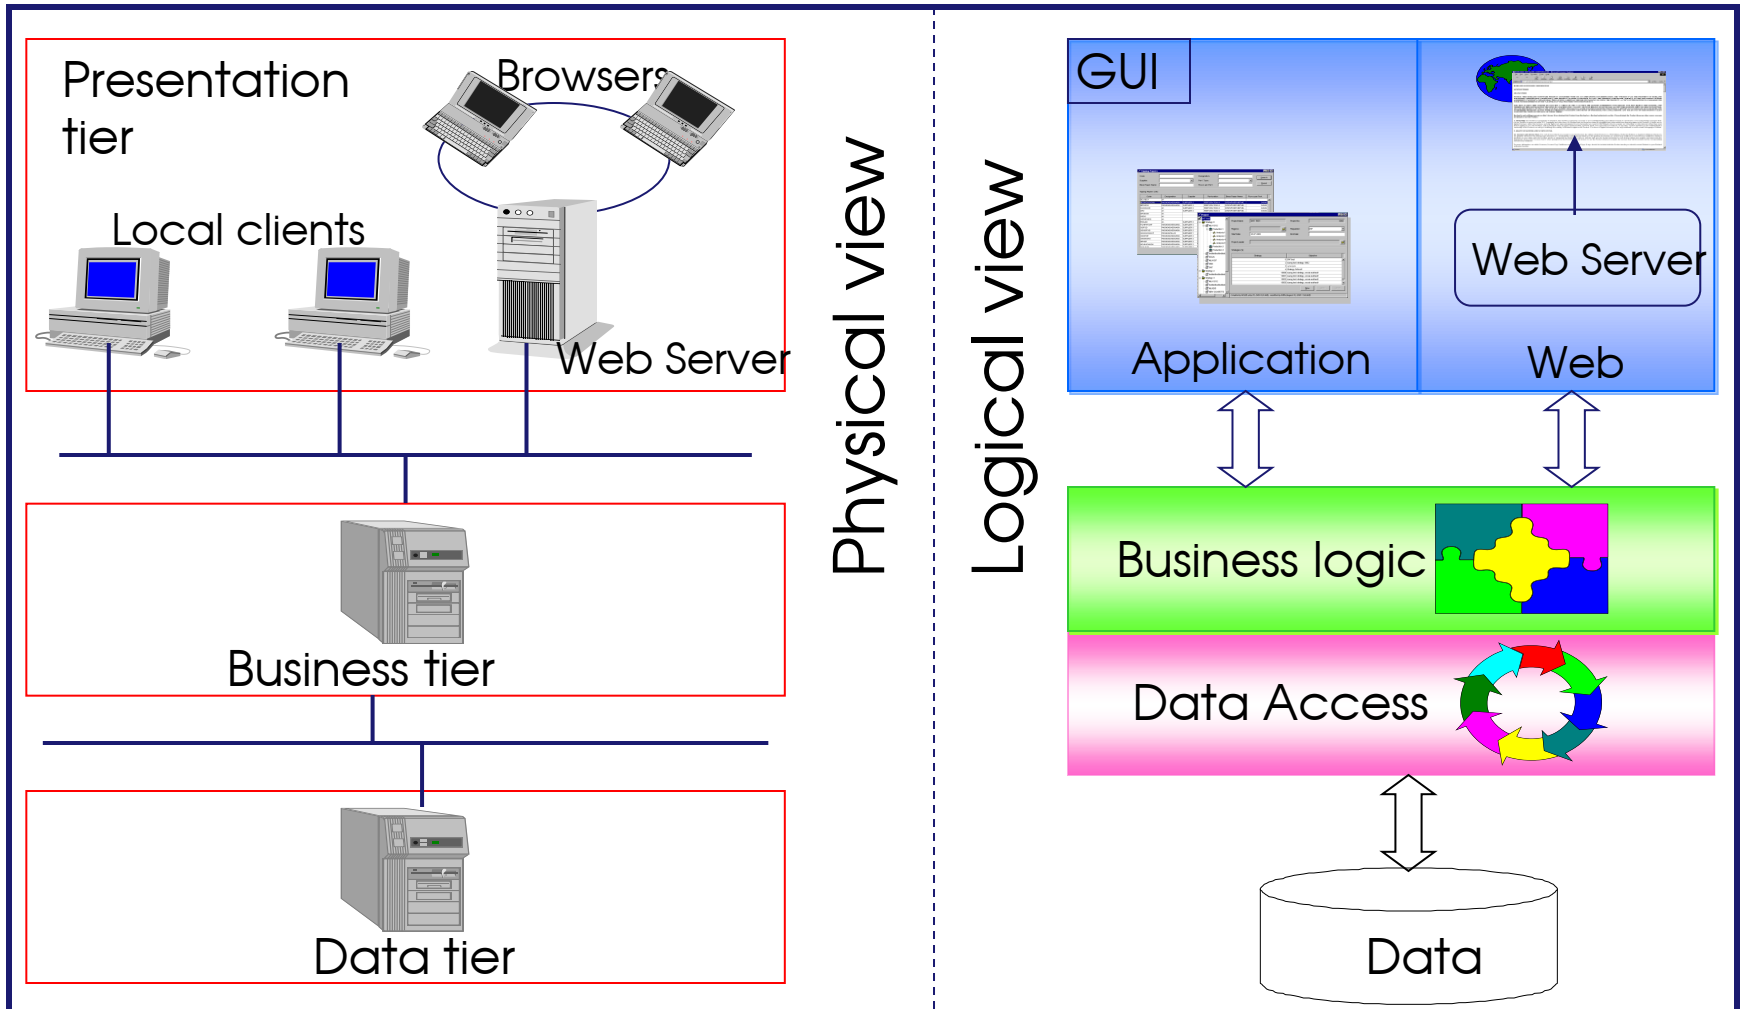 Presentation
tier
Browsers
Local clients
Web Server
Business tier
Data tier
Physical view
Logical view
GUI
Application
Web Server
Web
Business logic
Data Access
Data